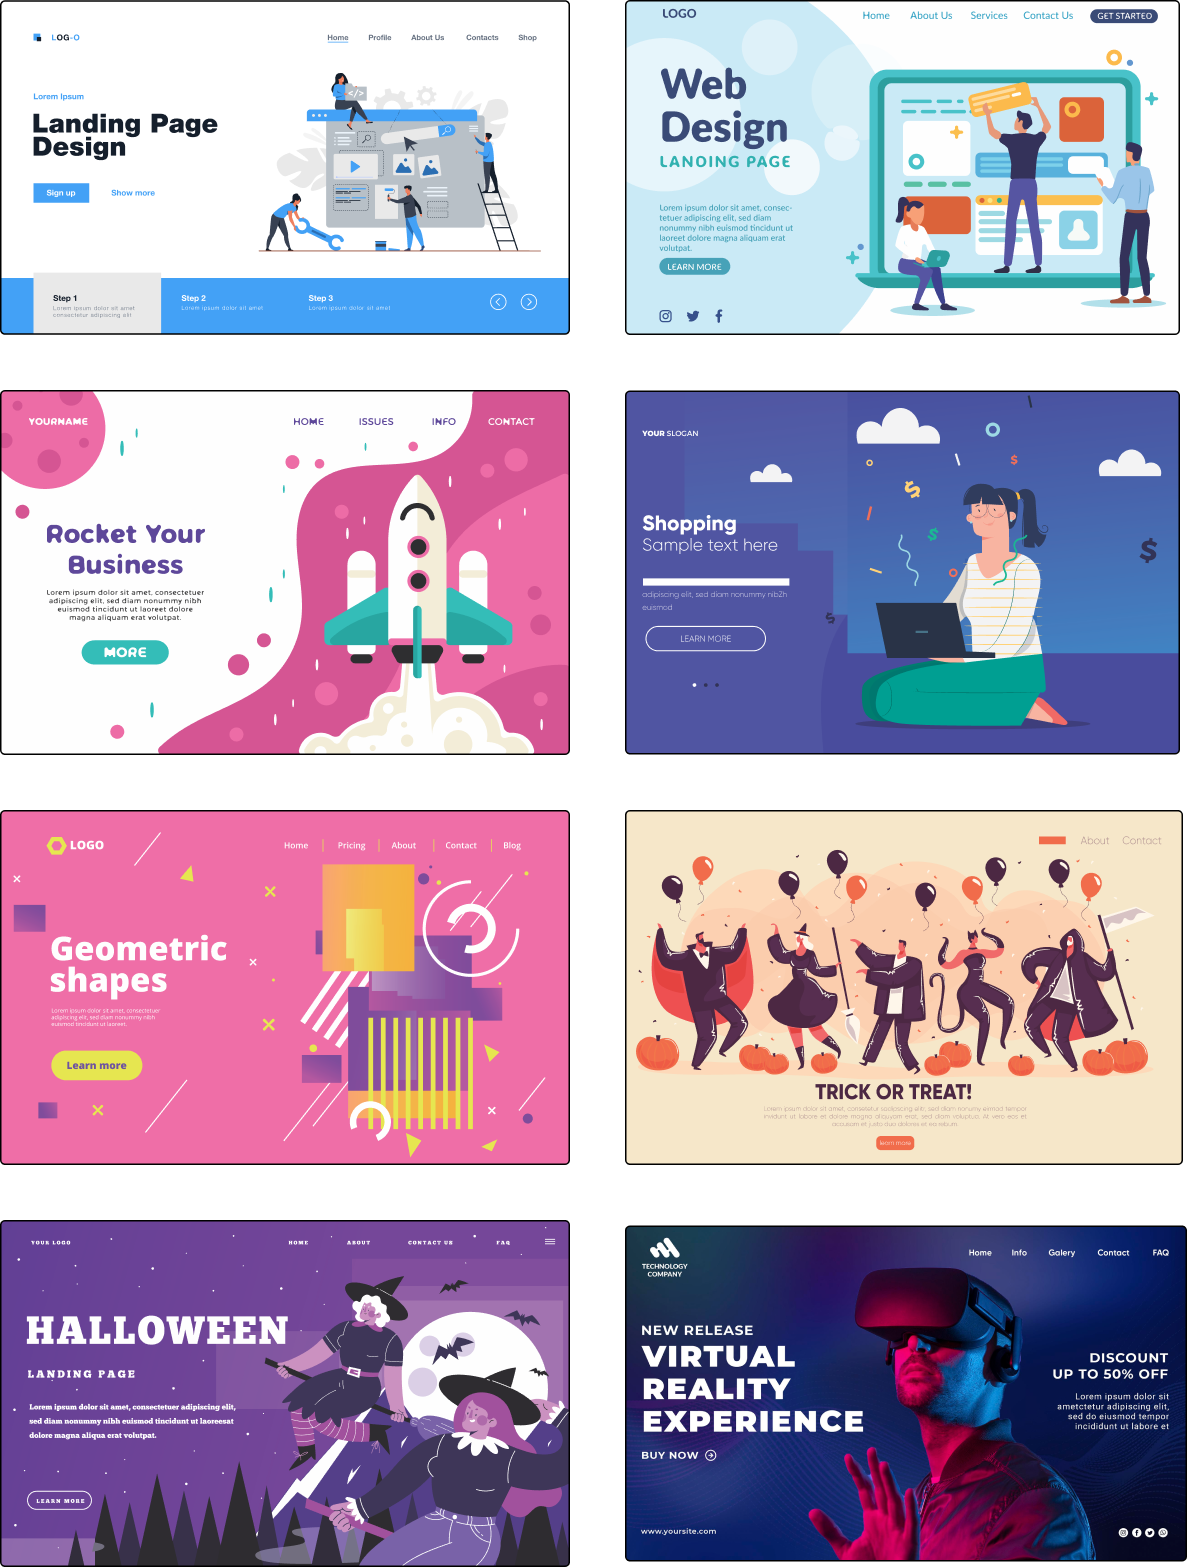 LOG-O
Home Profile About Us Contacts Shop
Lorem Ipsum
Landing Page
Design
Sign up Show more
</>
Step 1
Lorem ipsum dolor sit amet
consectetur adipiscing elit
Step 2
Lorem ipsum dolor sit amet
Step 3
Lorem ipsum dolor sit amet
LOGO
Home About Us Services Contact Us GET STARTEO
Web
Design
LANOING PAGE
Lorem ipsum dolor sit amet, consec-
tetuer adipiscing elit, sed diam
nonummy nibh euismod tincidunt ut
laoreet dolore magna aliquam erat
volutpat.
LEARN MORE
YOURNAME
HOME ISSUES INFO CONTACT
Rocket Your
Business
Lorem ipsum dolor sit amet, consectetuer
adipiscing elit, sed diam nonummy nibh
euismod tincidunt ut laoreet dolore
magna aliquam erat volutpat.
MORE
YOUR SLOGAN
Shopping
Sample text here
adipiscing elit, sed diam nonummy nibZh
euismod
LEARN MORE
LOGO
Home Pricing About Contact Blog
Geometric
shapes
Lorem ipsum dolor sit amet, consectetuer
adipiscing elit, sed diam nonummy nibh
euismod tincidunt ut laoreet.
Learn more
About Contact
TRICK OR TREAT!
Lorem ipsum dolor sit amet, consetetur sadipscing elitr, sed diam nonumy eirmod tempor
invidunt ut labore et dolore magna aliquyam erat, sed diam voluptua. At vero eos et
accusam et justo duo dolores et ea rebum.
learn more
YOUR LOGO
HOME ABOUT CONTACT US FAQ
HALLOWEEN
LANDING PAGE
Lorem ipsum dolor sit amet, consectetuer adipiscing elit,
sed diam nonummy nibh euismod tincidunt ut laoreesat
dolore magna aliqua erat volutpat.
LEARN MORE
TECHNOLOGY
COMPANY
Home Info Galery Contact FAQ
NEW RELEASE
VIRTUAL
REALITY
EXPERIENCE
BUY NOW
DISCOUNT
UP TO 50% OFF
Lorem ipsum dolor sit
ametctetur adipiscing elit,
sed do eiusmod tempor
incididunt ut labore et
www.yoursite.com